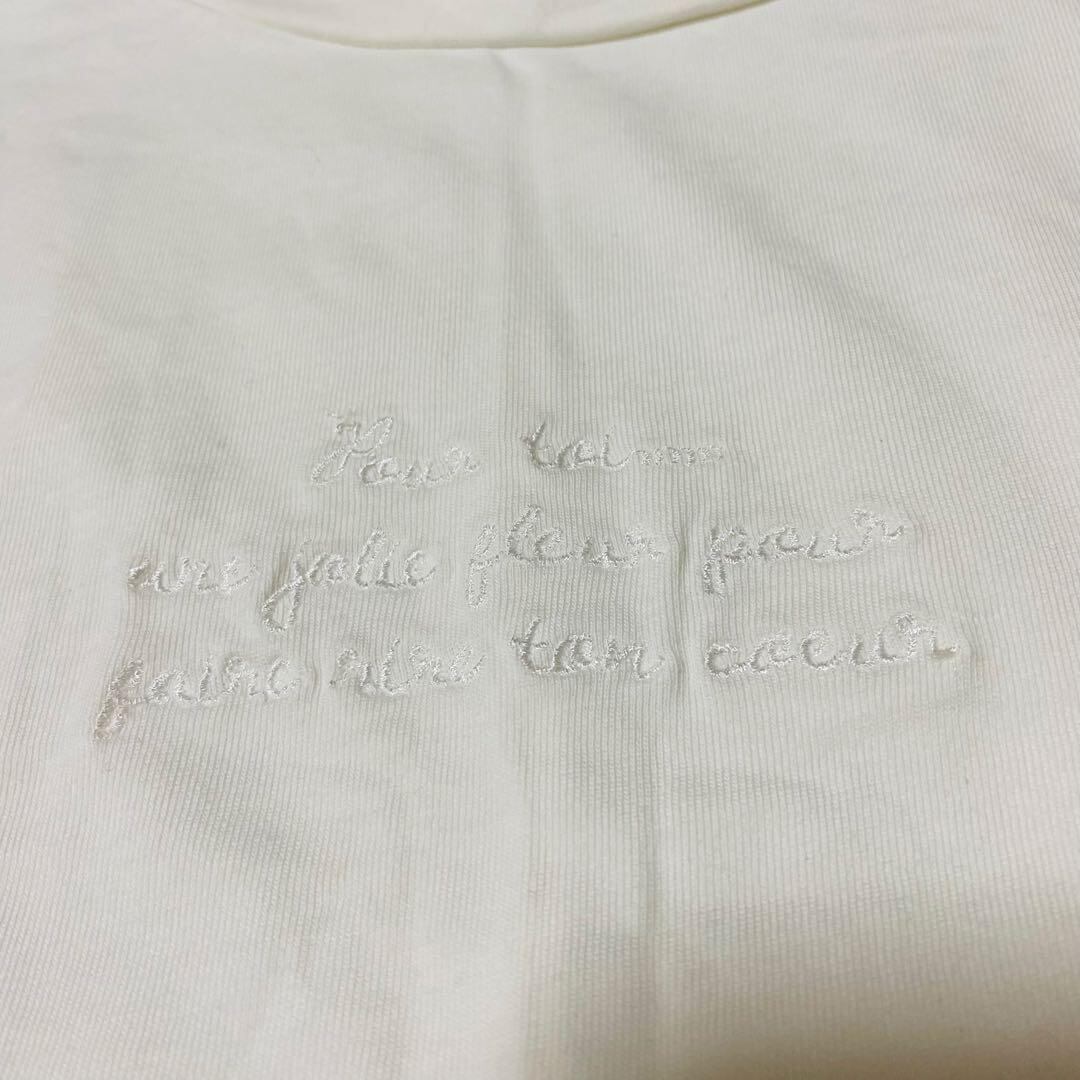 Pour toi......
une jolie fleur pour
faire rire ton coeur